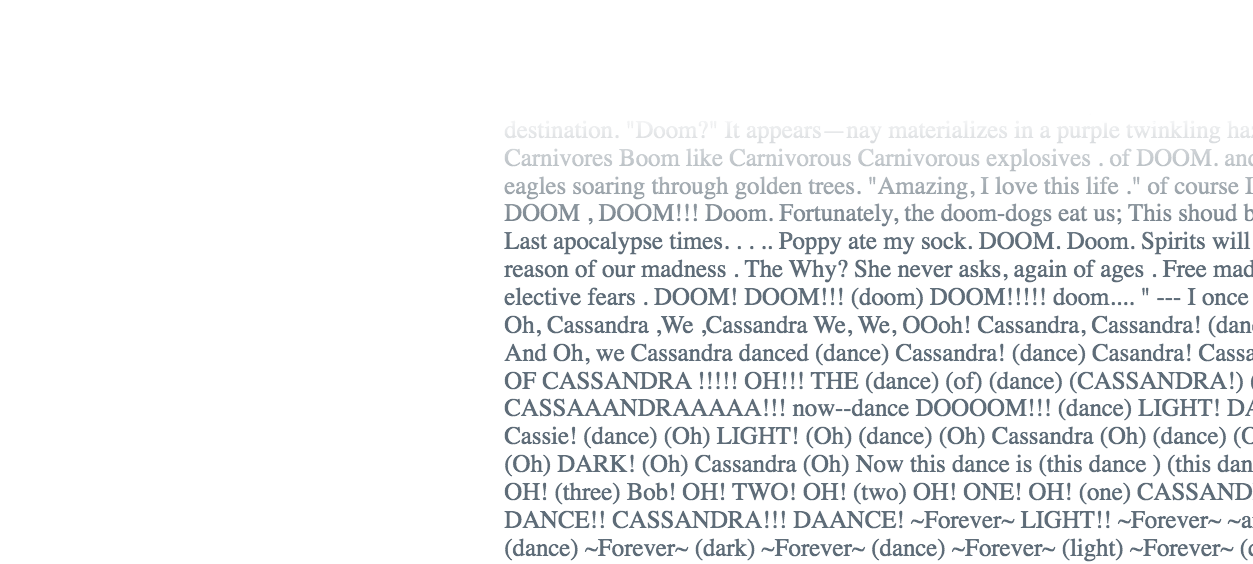 destination. "Doom?" It appears—nay materializes in a purple twinkling
Carnivores Boom like Carnivorous Carnivorous explosives . of DOOM. and
eagles soaring through golden trees. "Amazing, I love this life ." of course
DOOM , DOOM!!! Doom. Fortunately, the doom-dogs eat us; This shoud
Last apocalypse times. . . .. Poppy ate my sock. DOOM. Doom. Spirits will
reason of our madness . The Why? She never asks, again of ages . Free mad
elective fears . DOOM! DOOM!!! (doom) DOOM!!!!! doom.... " --- I once
Oh, Cassandra ,We ,Cassandra We, We, OOoh! Cassandra, Cassandra! (dan
And Oh, we Cassandra danced (dance) Cassandra! (dance) Casandra! Cassa
OF CASSANDRA !!!!! OH!!! THE (dance) (of) (dance) (CASSANDRA!) (
CASSAAANDRAAAAA!!! now--dance DOOOOM!!! (dance) LIGHT! DA
Cassie! (dance) (Oh) LIGHT! (Oh) (dance) (Oh) Cassandra (Oh) (dance) (O
(Oh) DARK! (Oh) Cassandra (Oh) Now this dance is (this dance ) (this dan
OH! (three) Bob! OH! TWO! OH! (two) OH! ONE! OH! (one) CASSAND
DANCE!! CASSANDRA!!! DAANCE! ~Forever~ LIGHT!! ~Forever~ ~a
(dance) ~Forever~ (dark) ~Forever~ (dance) ~Forever~ (light) ~Forever~ (d